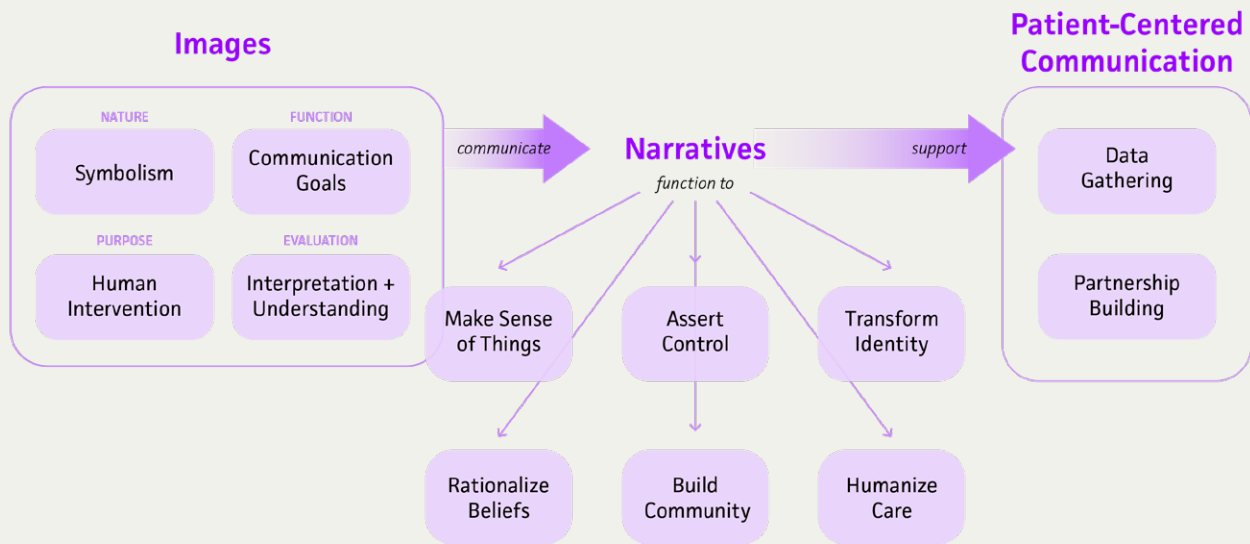 Images
NATURE
Symbolism
FUNCTION
Communication
Goals
PURPOSE
Human
Intervention
EVALUATION
Interpretation +
Understanding
communicate
Narratives
function to
support
Make Sense
of Things
Assert
Control
Transform
Identity
Rationalize
Beliefs
Build
Community
Humanize
Care
Patient-Centered
Communication
Data
Gathering
Partnership
Building